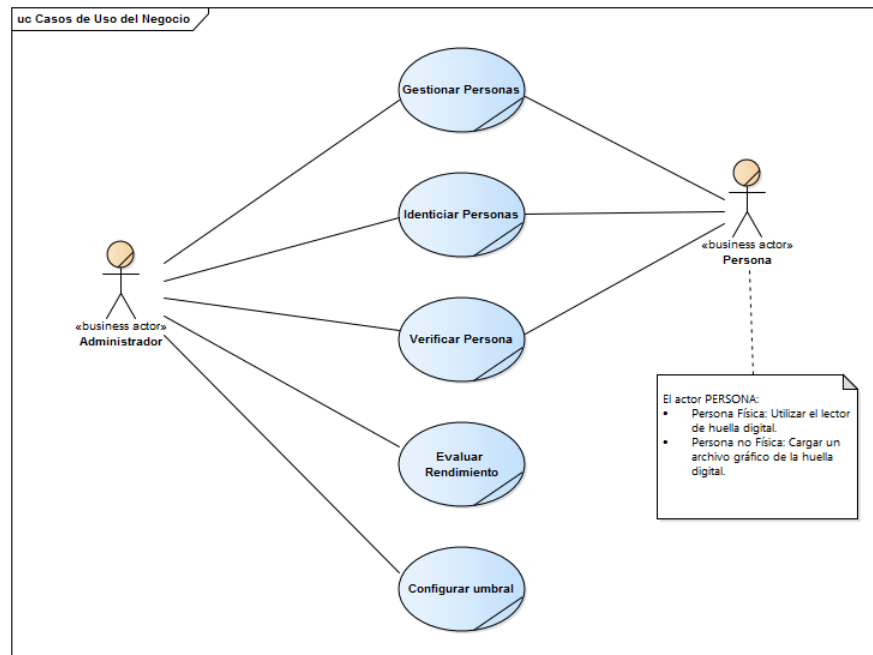 uc Casos de Uso del Negocio
Gestionar Personas
Identiciar Personas
«business actor»
Persona
«business actor»
Administrador
Verificar Persona
El actor PERSONA:
• Persona Física: Utilizar el lector
de huella digital.
• Persona no Física: Cargar un
archivo gráfico de la huella
digital.
Evaluar
Rendimiento
Configurar umbral